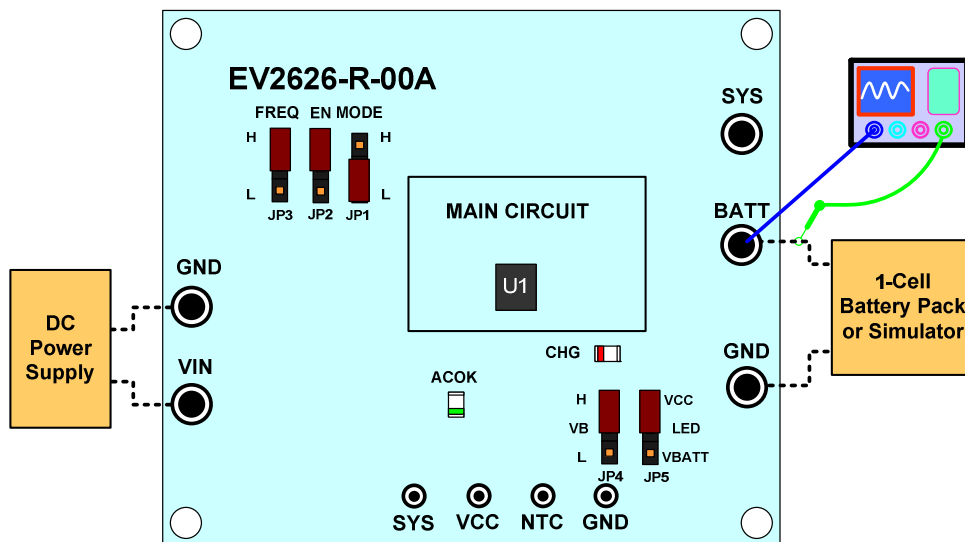 EV2626-R-00A
FREQ EN MODE
H H
L L
JP3 JP2 JP1
SYS
MAIN CIRCUIT
BATT
U1
GND
VIN
DC
Power
Supply
1-Cell
Battery Pack
or Simulator
GND
CHG
ACOK
H VCC
VB LED
L VBATT
JP4 JP5
SYS VCC NTC GND